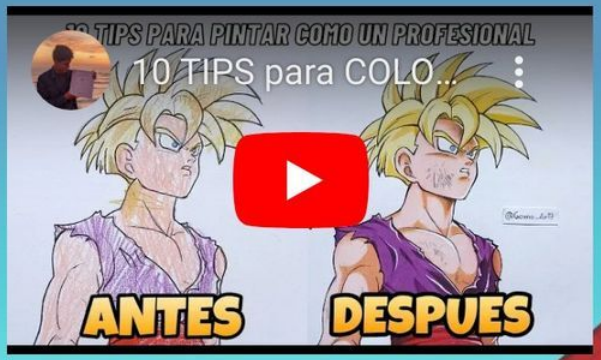 10 TIPS PARA PINTAR COMO UN PROFESIONAL
10 TIPS para COLO...
ANTES
DESPUES